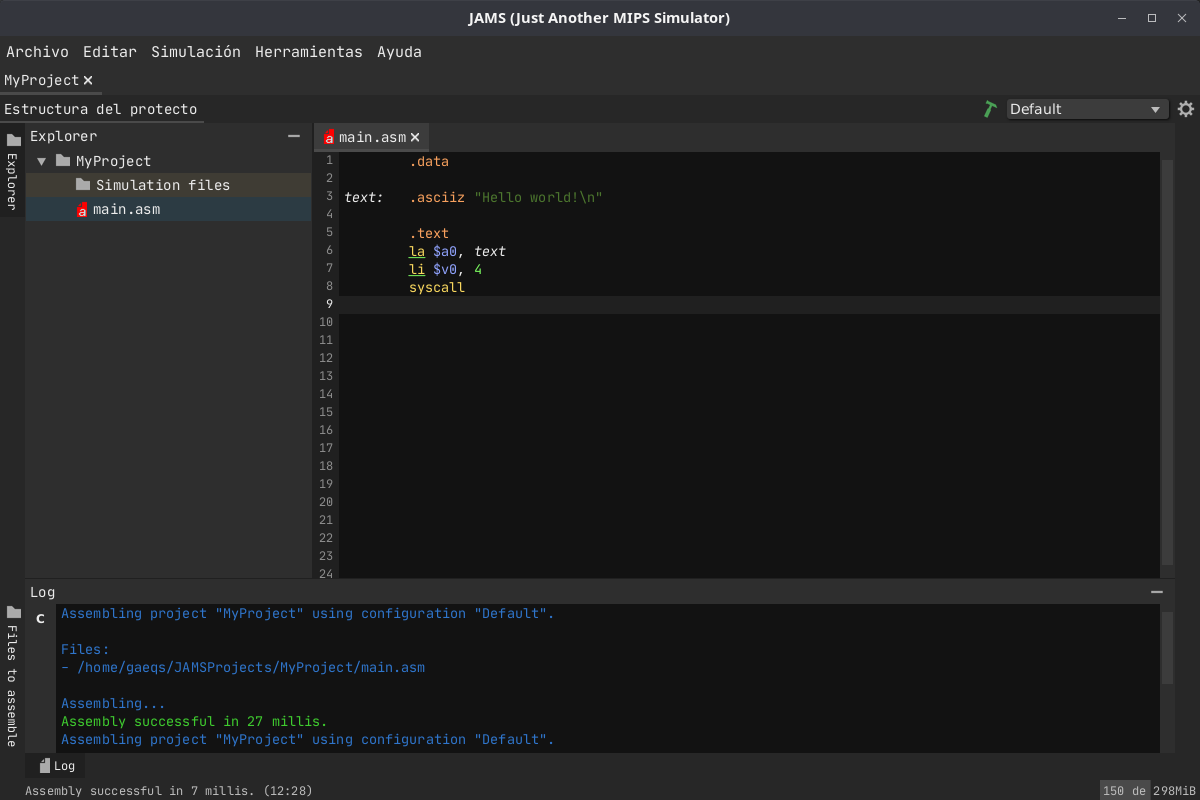 JAMS (Just Another MIPS Simulator)
Archivo Editar Simulación Herramientas Ayuda
MyProject
Estructura del protecto
Default
Explorer
Explorer
MyProject
Simulation files
a main.asm
a main.asm
1 .data
2
3 text: .asciiz "Hello world!\n"
4
5 .text
6 la $a0, text
7 li $v0, 4
8 syscall
9
10
11
12
13
14
15
16
17
18
19
20
21
22
23
24
Files to assemble
Log
C
Assembling project "MyProject" using configuration "Default".
Files:
- /home/gaeqs/JAMSProjects/MyProject/main.asm
Assembling...
Assembly successful in 27 millis.
Assembling project "MyProject" using configuration "Default".
Log
Assembly successful in 7 millis. (12:28)
150 de 298MiB